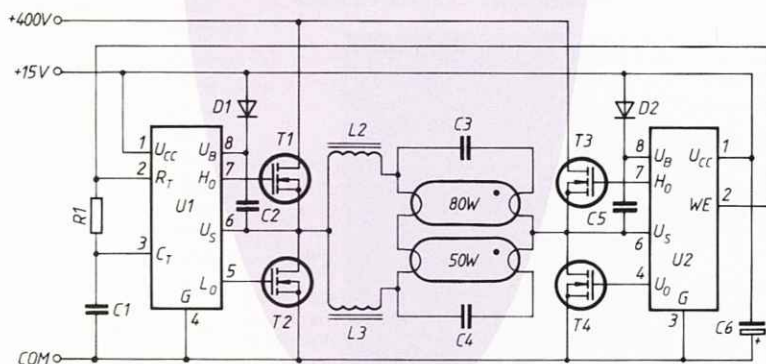 +400V
+15V
D1
D2
T1
L2
C3
T3
1 U_CC U_B 8
2 R_T H_O 7
U1
R1
C2
U_S 6
3 C_T
L_O 5
G
4
C1
T2
L3
80W
50W
C4
C5
8 U_B U_CC 1
7 H_O WE 2
6 U_S
U2
4 U_O
G
3
T4
C6
+
COM